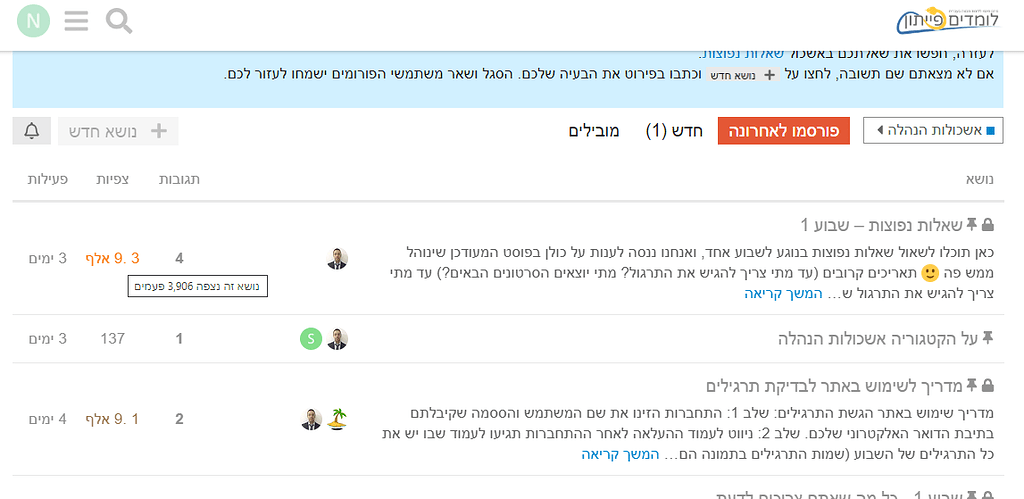 N
לומדים פייתון
לעזרה, חפשו את שאלתכם באשכול שאלות נפוצות.
אם לא מצאתם שם תשובה, לחצו על + נושא חדש וכתבו בפירוט את הבעיה שלכם. הסגל ושאר משתמשי הפורומים ישמחו לעזור לכם.
אשכולות הנהלה פורסמו לאחרונה חדש (1) מובילים + נושא חדש
נושא תגובות צפיות פעילות
שאלות נפוצות – שבוע 1
כאן תוכלו לשאול שאלות נפוצות בנוגע לשבוע אחד, ואנחנו ננסה לענות על כולן בפוסט המעודכן שינוהל
ממש פה 🙂 תאריכים קרובים (עד מתי צריך להגיש את התרגול? מתי יוצאים הסרטונים הבאים?) עד מתי
צריך להגיש את התרגול ש… המשך קריאה
4 3 .9 אלף 3 ימים
נושא זה נצפה 3,906 פעמים
על הקטגוריה אשכולות הנהלה S 1 137 3 ימים
מדריך לשימוש באתר לבדיקת תרגילים
מדריך שימוש באתר הגשת התרגילים: שלב 1: התחברות הזינו את שם המשתמש והססמה שקיבלתם
בתיבת הדואר האלקטרוני שלכם. שלב 2: ניווט לעמוד ההעלאה לאחר ההתחברות תגיעו לעמוד שבו יש את
כל התרגילים של השבוע (שמות התרגילים בתמונה הם… המשך קריאה
2 1 .9 אלף 4 ימים
שבוע 1 - כל מה שאתם צריכים לדעת